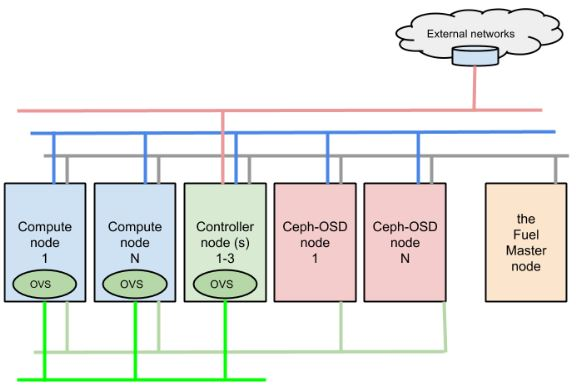 External networks
Compute
node
1
OVS
Compute
node
N
OVS
Controller
node (s)
1-3
OVS
Ceph-OSD
node
1
Ceph-OSD
node
N
the
Fuel
Master
node